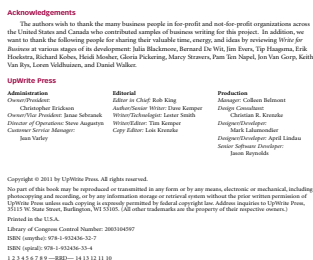 Acknowledgements
The authors wish to thank the many business people in for-profit and not-for-profit organizations across
the United States and Canada who contributed samples of business writing for this book. In addition, we
want to thank the following people for sharing their valuable time, energy, and ideas by reviewing Write for
Business at various stages of its development: Julia Blackmore, Bernard De Wit, Jim Evers, Tip Haagsma, Erik
Hoekstra, Richard Kobes, Heidi Mosher, Gloria Pickering, Marcy Stravers, Pam Ten Napel, Jon Van Gorp, Keith
Van Rys, Loren Veldhuizen, and Daniel Walker.
UpWrite Press
Administration
Owner/President:
Christopher Erickson
Owner/Vice President: Janae Sebranek
Director of Operations: Steve Augustyn
Customer Service Manager:
Jean Varley
Editorial
Editor in Chief: Rob King
Author/Senior Writer: Dave Kemper
Writer/Technologist: Lester Smith
Writer/Editor: Tim Kemper
Copy Editor: Lois Krenzke
Production
Manager: Colleen Belmont
Design Consultant:
Christian R. Krenzke
Designer/Developer:
Mark Lalumondier
Designer/Developer: April Lindau
Senior Software Developer:
Jason Reynolds
Copyright © 2011 by UpWrite Press. All rights reserved.
No part of this book may be reproduced or transmitted in any form or by any means, electronic or mechanical, including
photocopying and recording, or by any information storage or retrieval system without the prior written permission of
UpWrite Press unless such copying is expressly permitted by federal copyright law. Address inquiries to UpWrite Press,
35115 W. State Street, Burlington, WI 53105. (All other trademarks are the property of their respective owners.)
Printed in the U.S.A.
Library of Congress Control Number: 2003104597
ISBN (smythe): 978-1-932436-32-7
ISBN (spiral): 978-1-932436-33-4
1 2 3 4 5 6 7 8 9 —RRD— 14 13 12 11 10